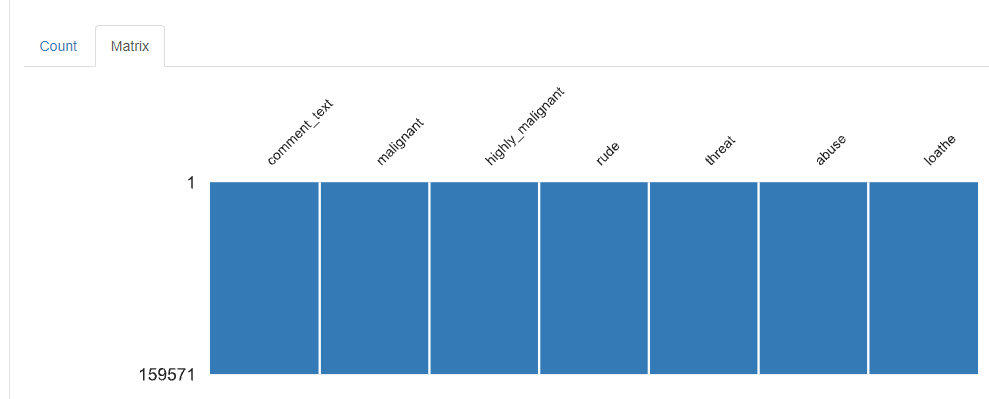 Count Matrix
comment_text malignant highly_malignant rude threat abuse loathe
1
159571